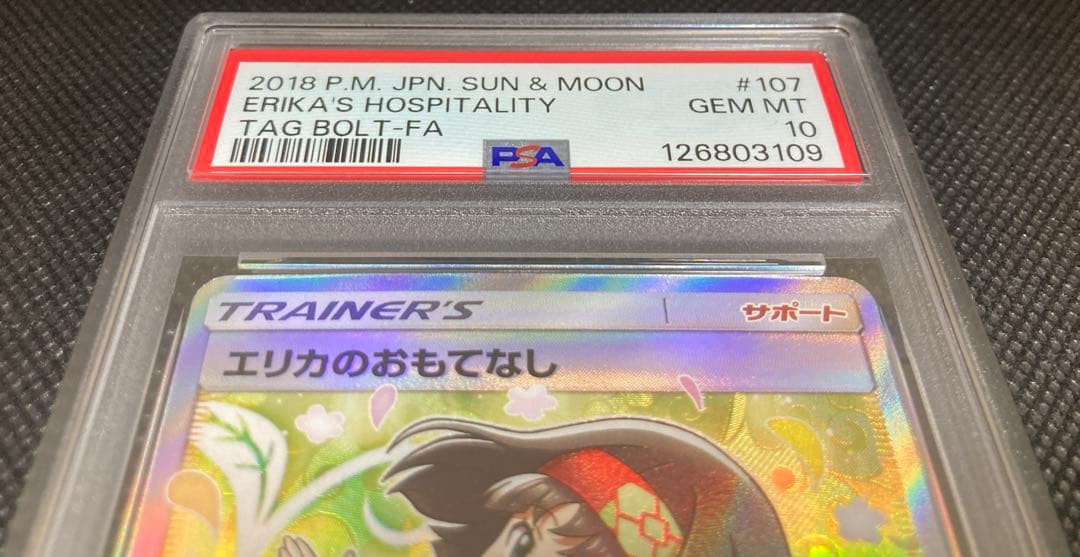 2018 P.M. JPN. SUN & MOON #107
ERIKA'S HOSPITALITY GEM MT
TAG BOLT-FA 10
PSA 126803109
TRAINER'S サポート
エリカのおもてなし